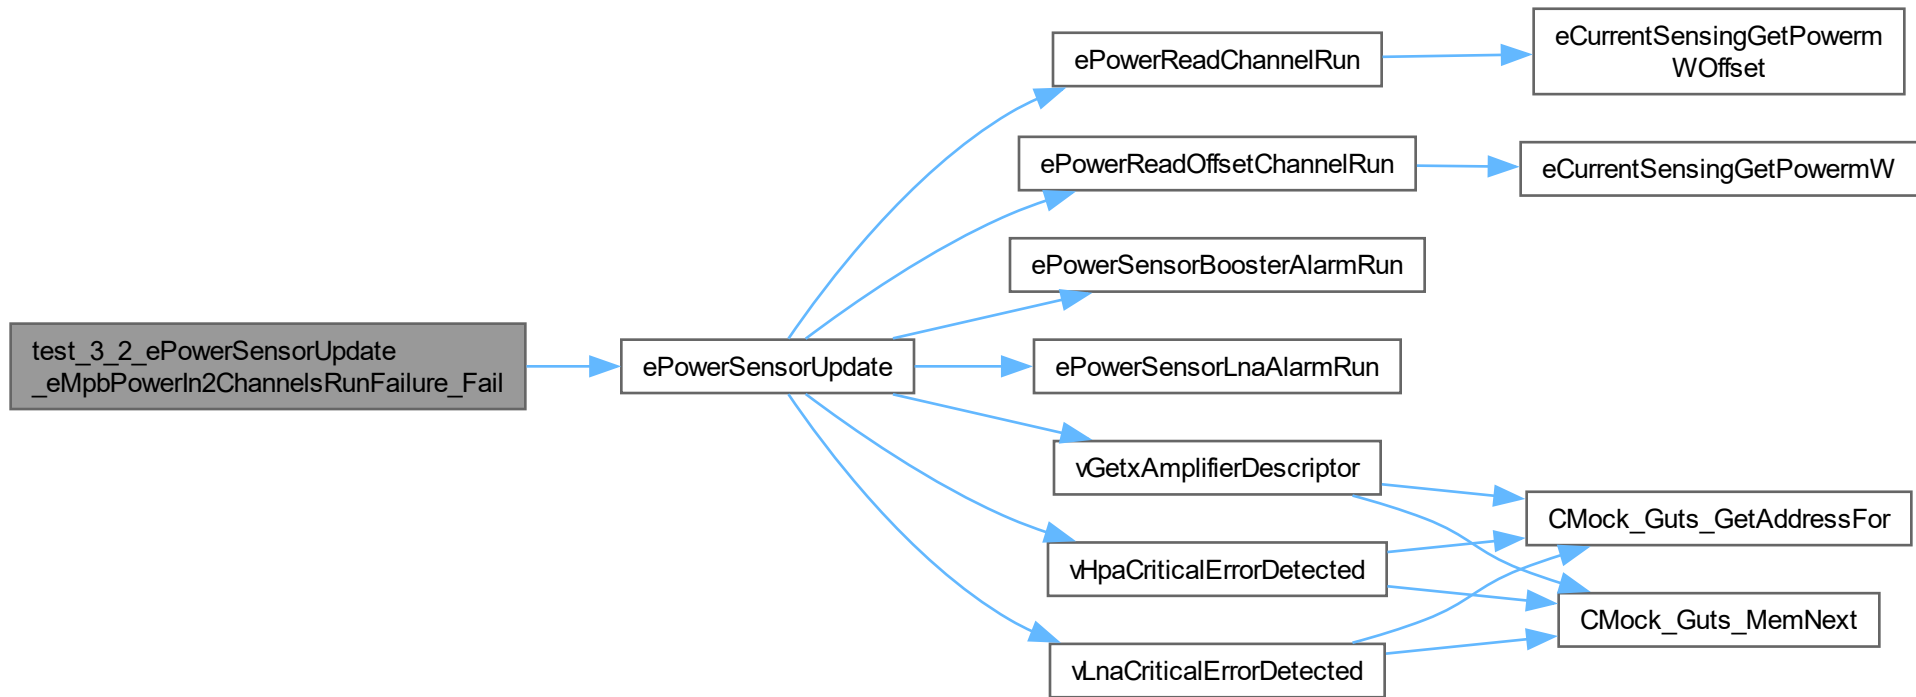 test_3_2_ePowerSensorUpdate
_eMpbPowerIn2ChannelsRunFailure_Fail
ePowerSensorUpdate
ePowerReadChannelRun
eCurrentSensingGetPowerm
WOffset
ePowerReadOffsetChannelRun
eCurrentSensingGetPowermW
ePowerSensorBoosterAlarmRun
ePowerSensorLnaAlarmRun
vGetxAmplifierDescriptor
vHpaCriticalErrorDetected
vLnaCriticalErrorDetected
CMock_Guts_GetAddressFor
CMock_Guts_MemNext